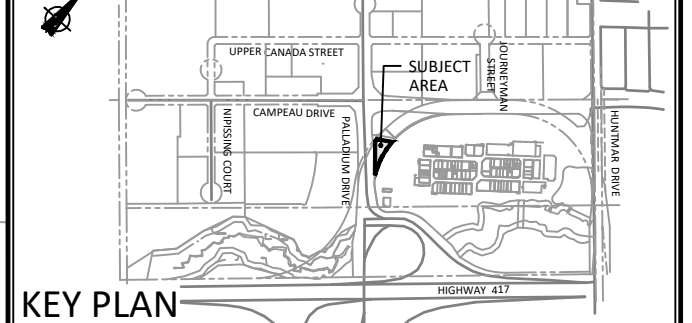 UPPER CANADA STREET
SUBJECT
AREA
JOURNEYMAN
STREET
CAMPEAU DRIVE
NIPISSING COURT
PALLADIUM DRIVE
HUNTMAR DRIVE
HIGHWAY 417
KEY PLAN